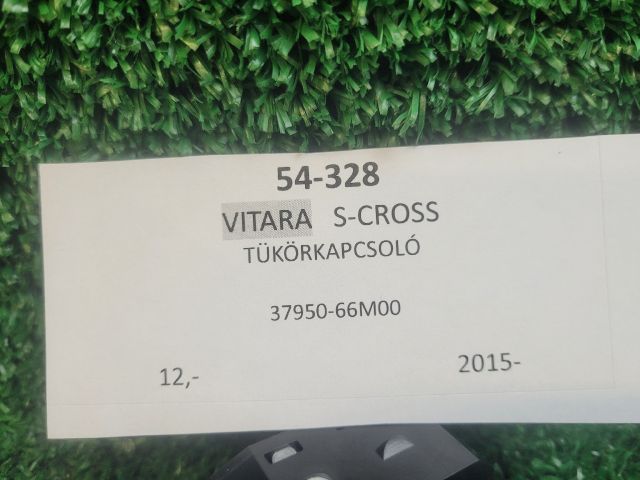 54-328
VITARA S-CROSS
TÜKÖRKAPCSOLÓ
37950-66M00
12,- 2015-